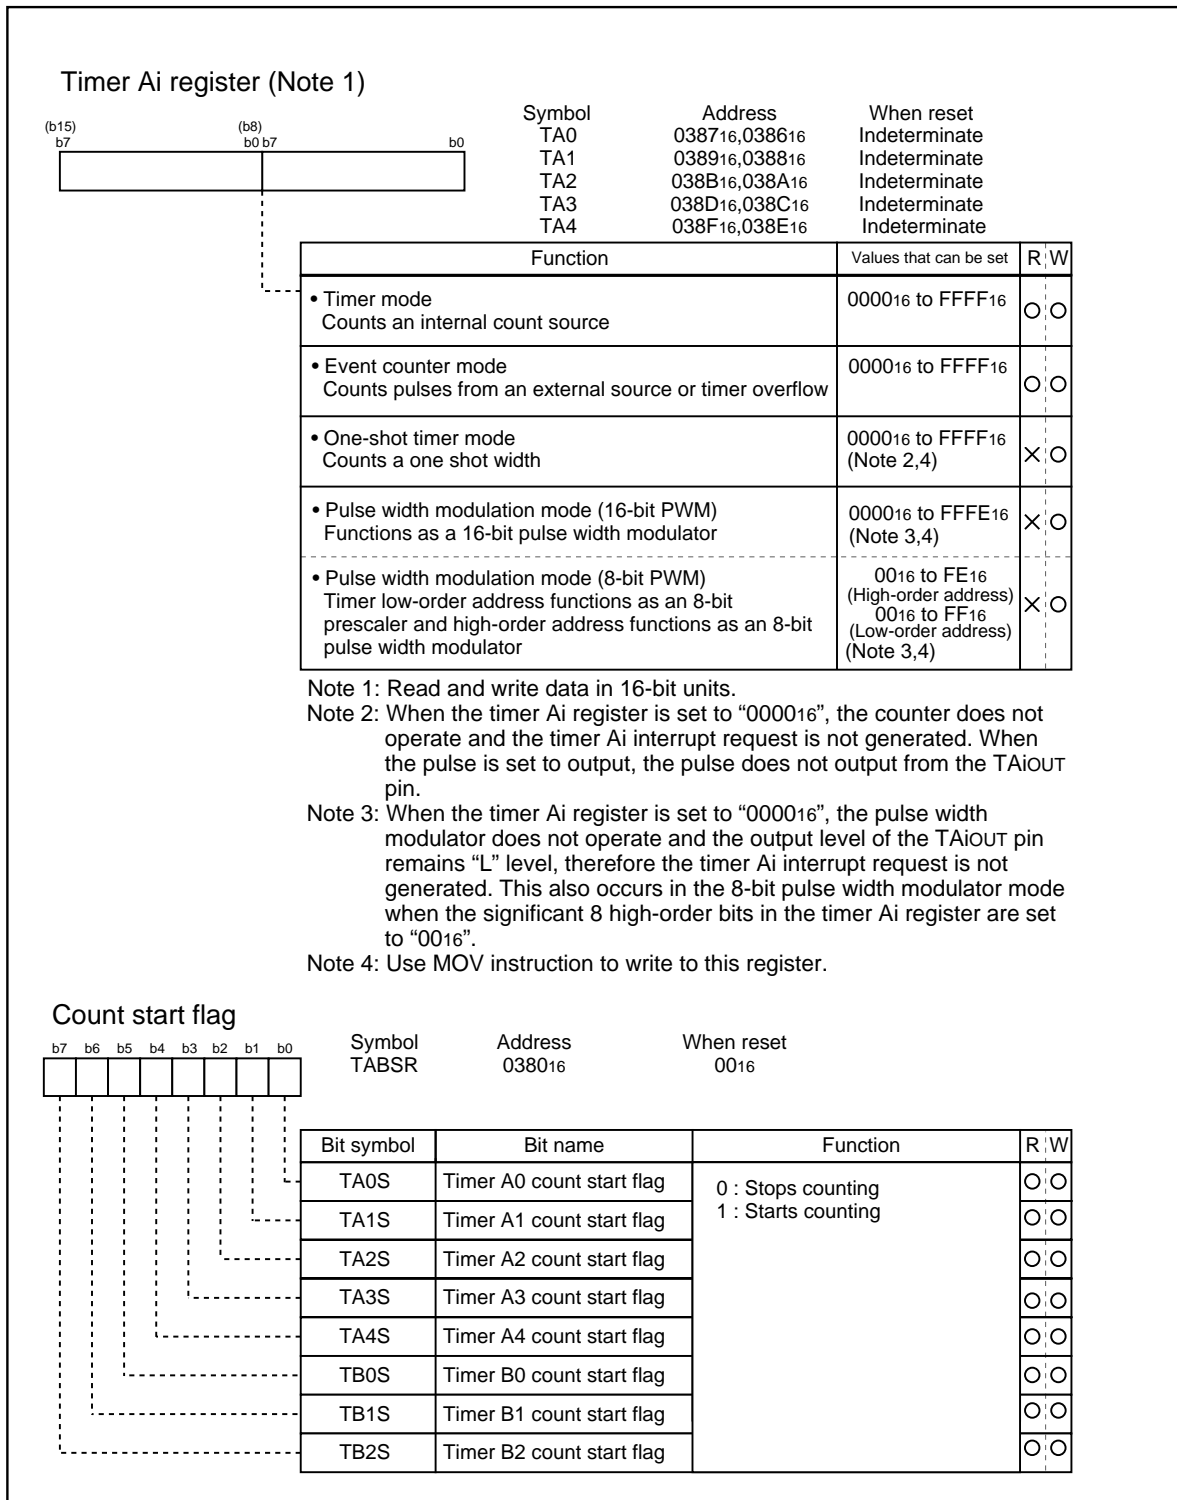 Timer Ai register (Note 1)
Symbol Address When reset
(b15) (b8)
b7 b0 b7 b0
TA0 038716,038616 Indeterminate
TA1 038916,038816 Indeterminate
TA2 038B16,038A16 Indeterminate
TA3 038D16,038C16 Indeterminate
TA4 038F16,038E16 Indeterminate
Function Values that can be set R W
• Timer mode
Counts an internal count source
000016 to FFFF16
• Event counter mode
Counts pulses from an external source or timer overflow
000016 to FFFF16
• One-shot timer mode
Counts a one shot width
000016 to FFFF16
(Note 2,4)
• Pulse width modulation mode (16-bit PWM)
Functions as a 16-bit pulse width modulator
000016 to FFFE16
(Note 3,4)
• Pulse width modulation mode (8-bit PWM)
Timer low-order address functions as an 8-bit
prescaler and high-order address functions as an 8-bit
pulse width modulator
0016 to FE16
(High-order address)
0016 to FF16
(Low-order address)
(Note 3,4)
Note 1: Read and write data in 16-bit units.
Note 2: When the timer Ai register is set to “000016”, the counter does not
operate and the timer Ai interrupt request is not generated. When
the pulse is set to output, the pulse does not output from the TAiOUT
pin.
Note 3: When the timer Ai register is set to “000016”, the pulse width
modulator does not operate and the output level of the TAiOUT pin
remains “L” level, therefore the timer Ai interrupt request is not
generated. This also occurs in the 8-bit pulse width modulator mode
when the significant 8 high-order bits in the timer Ai register are set
to “0016”.
Note 4: Use MOV instruction to write to this register.
Count start flag
b7 b6 b5 b4 b3 b2 b1 b0
Symbol Address When reset
TABSR 038016 0016
Bit symbol Bit name Function R W
TA0S Timer A0 count start flag 0 : Stops counting
TA1S Timer A1 count start flag 1 : Starts counting
TA2S Timer A2 count start flag
TA3S Timer A3 count start flag
TA4S Timer A4 count start flag
TB0S Timer B0 count start flag
TB1S Timer B1 count start flag
TB2S Timer B2 count start flag